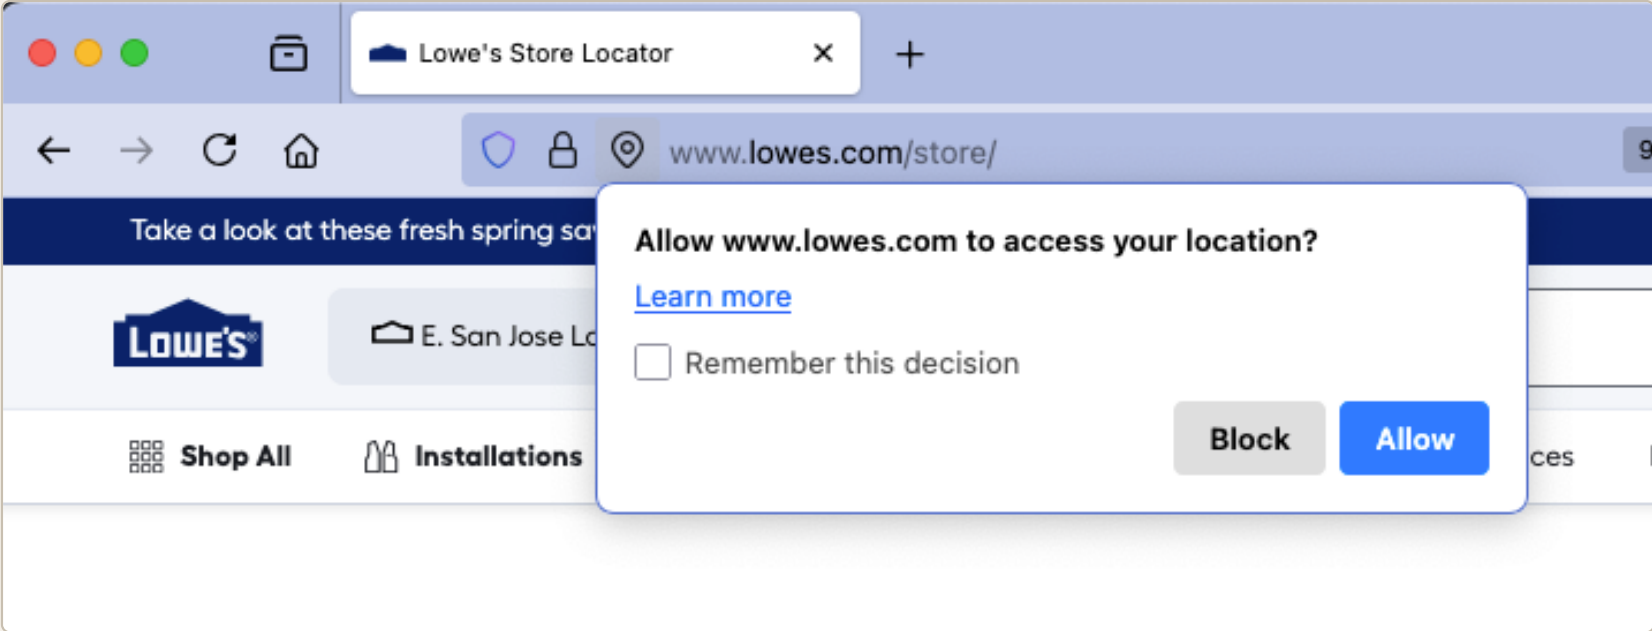 Lowe's Store Locator
www.lowes.com/store/
9
Take a look at these fresh spring sa
Allow www.lowes.com to access your location?
Learn more
LOWE'S®
E. San Jose Lo
Remember this decision
Block
Allow
Shop All
Installations
ces